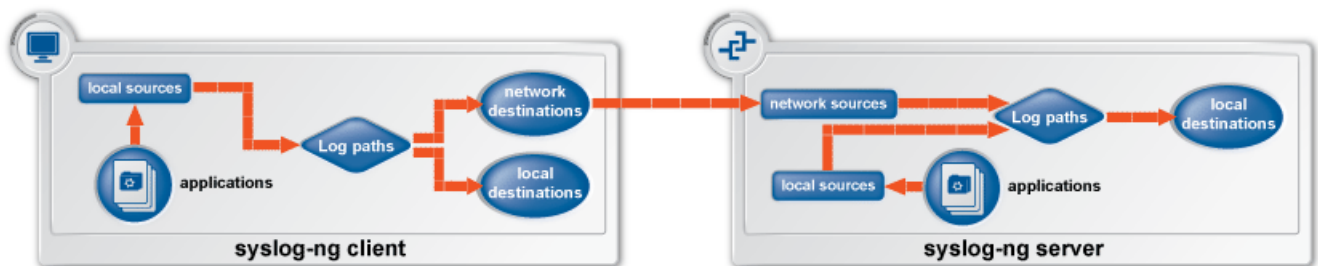 local sources
applications
Log paths
network
destinations
local
destinations
syslog-ng client
network sources
local sources
applications
Log paths
local
destinations
syslog-ng server